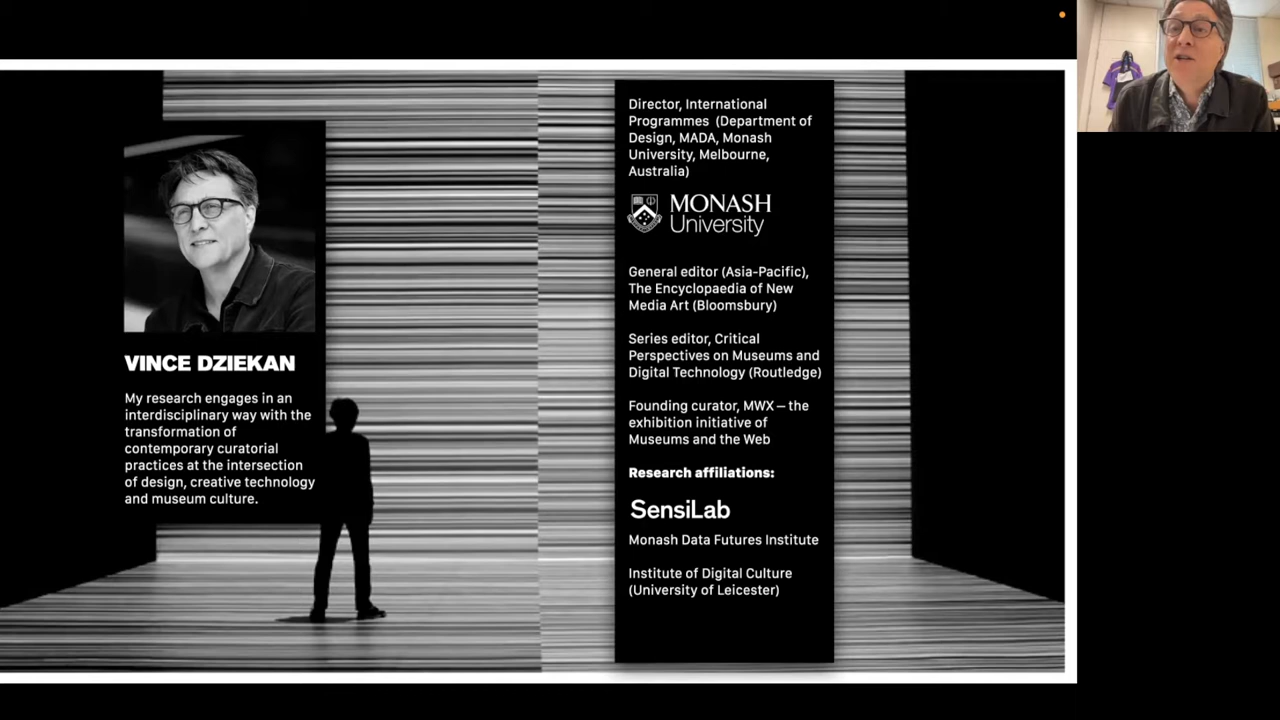 VINCE DZIEKAN
My research engages in an
interdisciplinary way with the
transformation of
contemporary curatorial
practices at the intersection
of design, creative technology
and museum culture.
Director, International
Programmes (Department of
Design, MADA, Monash
University, Melbourne,
Australia)
MONASH
University
General editor (Asia-Pacific),
The Encyclopaedia of New
Media Art (Bloomsbury)
Series editor, Critical
Perspectives on Museums and
Digital Technology (Routledge)
Founding curator, MWX — the
exhibition initiative of
Museums and the Web
Research affiliations:
SensiLab
Monash Data Futures Institute
Institute of Digital Culture
(University of Leicester)